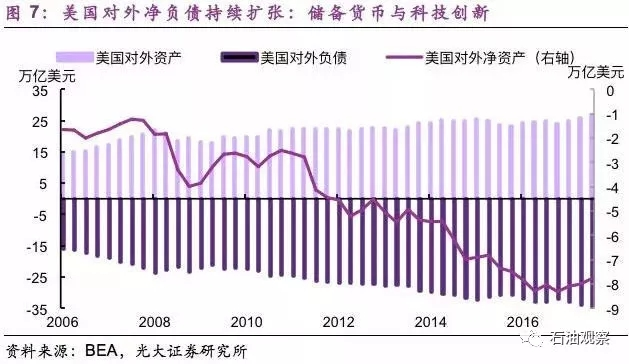 图 7：美国对外净负债持续扩张：储备货币与科技创新
美国对外资产 美国对外负债 美国对外净资产（右轴）
万亿美元 万亿美元
35 0
25 -1
-2
15 -3
5 -4
-5 -5
-15 -6
-7
-25 -8
-35 -9
2006 2008 2010 2012 2014 2016
石油观察
资料来源：BEA，光大证券研究所